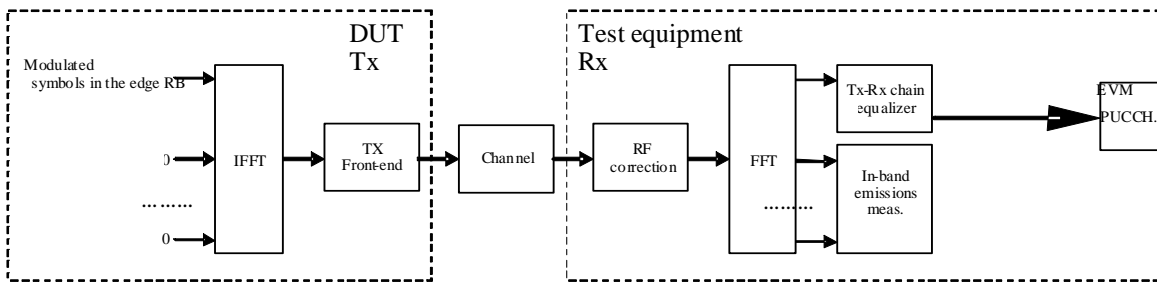 DUT
Tx
Test equipment
Rx
Modulated
symbols in the edge RB
0
………
0
IFFT
TX
Front-end
Channel
RF
correction
FFT
………
Tx-Rx chain
equalizer
In-band
emissions
meas.
EVM
PUCCH.